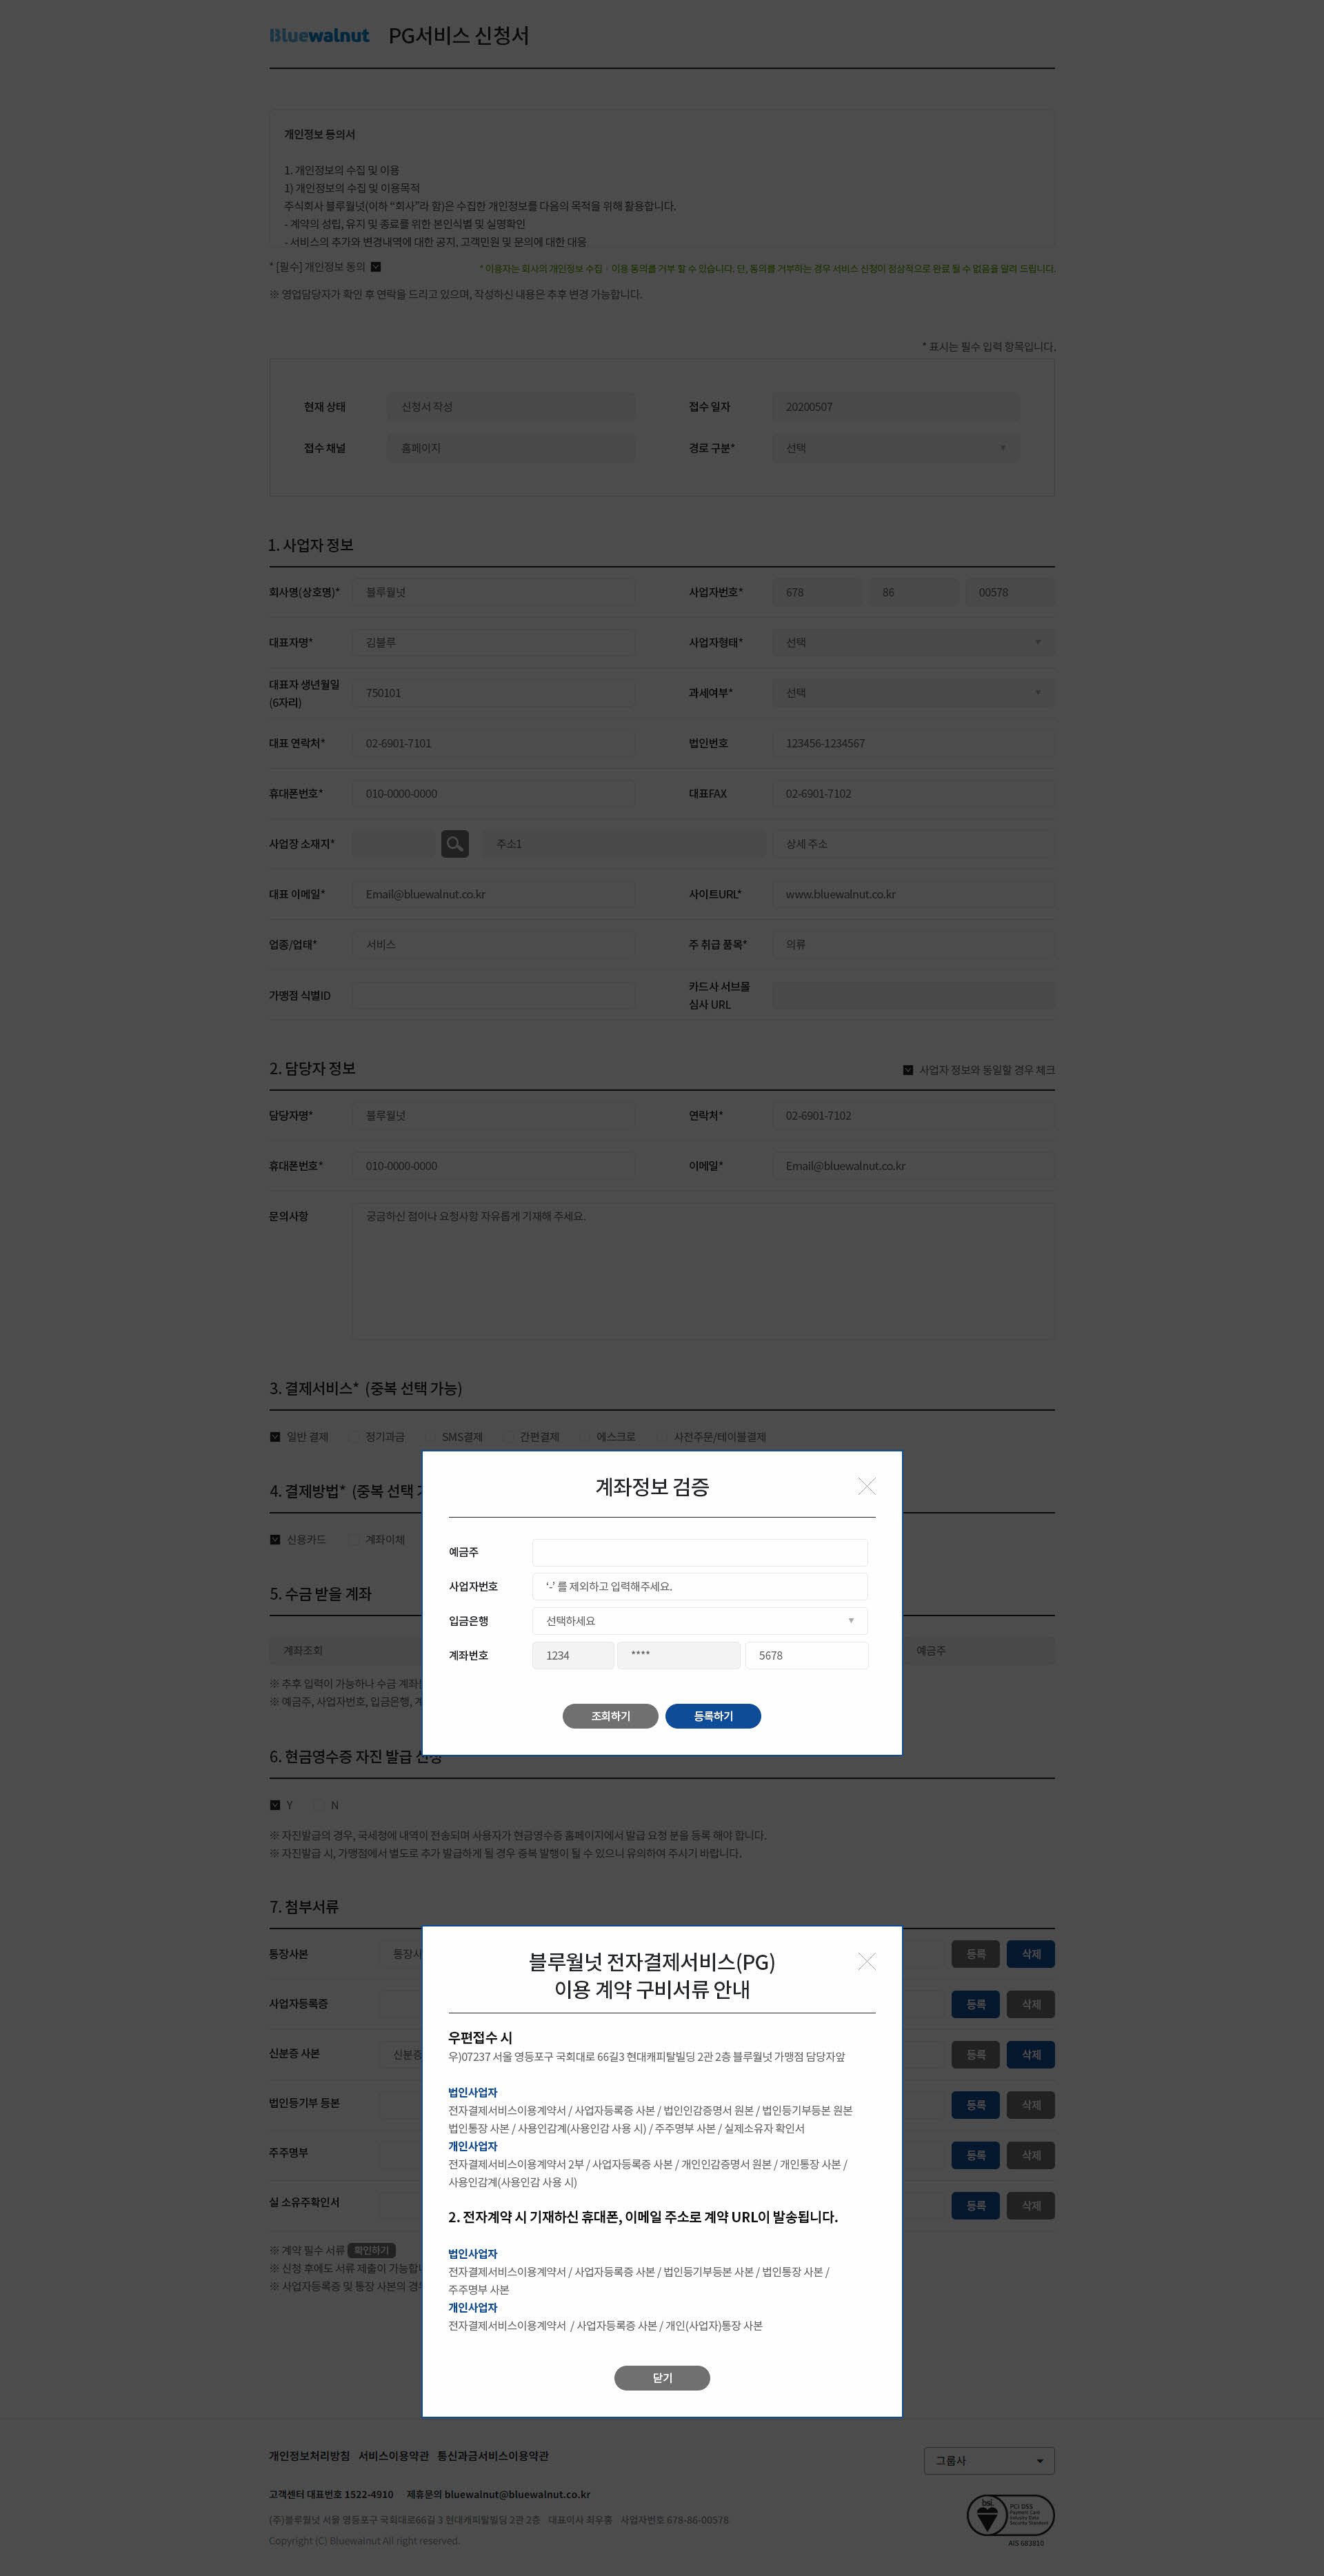 Bluewalnut PG서비스 신청서
개인정보 동의서
1. 개인정보의 수집 및 이용
1) 개인정보의 수집 및 이용목적
주식회사 블루월넛(이하 “회사”라 함)은 수집한 개인정보를 다음의 목적을 위해 활용합니다.
- 계약의 성립, 유지 및 종료를 위한 본인식별 및 실명확인
- 서비스의 추가와 변경내역에 대한 공지, 고객민원 및 문의에 대한 대응
* [필수] 개인정보 동의
* 이용자는 회사의 개인정보 수집 · 이용 동의를 거부 할 수 있습니다. 단, 동의를 거부하는 경우 서비스 신청이 정상적으로 완료 될 수 없음을 알려 드립니다.
※ 영업담당자가 확인 후 연락을 드리고 있으며, 작성하신 내용은 추후 변경 가능합니다.
* 표시는 필수 입력 항목입니다.
현재 상태 신청서 작성 접수 일자 20200507
접수 채널 홈페이지 경로 구분* 선택
1. 사업자 정보
회사명(상호명)* 블루월넛 사업자번호* 678 86 00578
대표자명* 김블루 사업자형태* 선택
대표자 생년월일
(6자리) 750101 과세여부* 선택
대표 연락처* 02-6901-7101 법인번호 123456-1234567
휴대폰번호* 010-0000-0000 대표FAX 02-6901-7102
사업장 소재지* 주소1 상세 주소
대표 이메일* Email@bluewalnut.co.kr 사이트URL* www.bluewalnut.co.kr
업종/업태* 서비스 주 취급 품목* 의류
가맹점 식별ID 카드사 서브몰
심사 URL
2. 담당자 정보 사업자 정보와 동일할 경우 체크
담당자명* 블루월넛 연락처* 02-6901-7102
휴대폰번호* 010-0000-0000 이메일* Email@bluewalnut.co.kr
문의사항 궁금하신 점이나 요청사항 자유롭게 기재해 주세요.
3. 결제서비스* (중복 선택 가능)
일반 결제 정기과금 SMS결제 간편결제 에스크로 사전주문/테이블결제
4. 결제방법* (중복 선택 가
신용카드 계좌이체
5. 수금 받을 계좌
계좌조회 예금주
※ 추후 입력이 가능하나 수금 계좌
※ 예금주, 사업자번호, 입금은행, 계
계좌정보 검증
예금주
사업자번호 ‘-’ 를 제외하고 입력해주세요.
입금은행 선택하세요
계좌번호 1234 **** 5678
조회하기 등록하기
6. 현금영수증 자진 발급 신청
Y N
※ 자진발급의 경우, 국세청에 내역이 전송되며 사용자가 현금영수증 홈페이지에서 발급 요청 분을 등록 해야 합니다.
※ 자진발급 시, 가맹점에서 별도로 추가 발급하게 될 경우 중복 발행이 될 수 있으니 유의하여 주시기 바랍니다.
7. 첨부서류
통장사본 통장사 등록 삭제
사업자등록증 등록 삭제
신분증 사본 신분증 등록 삭제
법인등기부 등본 등록 삭제
주주명부 등록 삭제
실 소유주확인서 등록 삭제
※ 계약 필수 서류 확인하기
※ 신청 후에도 서류 제출이 가능합니
※ 사업자등록증 및 통장 사본의 경우
블루월넛 전자결제서비스(PG)
이용 계약 구비서류 안내
우편접수 시
우)07237 서울 영등포구 국회대로 66길3 현대캐피탈빌딩 2관 2층 블루월넛 가맹점 담당자앞
법인사업자
전자결제서비스이용계약서 / 사업자등록증 사본 / 법인인감증명서 원본 / 법인등기부등본 원본
법인통장 사본 / 사용인감계(사용인감 사용 시) / 주주명부 사본 / 실제소유자 확인서
개인사업자
전자결제서비스이용계약서 2부 / 사업자등록증 사본 / 개인인감증명서 원본 / 개인통장 사본 /
사용인감계(사용인감 사용 시)
2. 전자계약 시 기재하신 휴대폰, 이메일 주소로 계약 URL이 발송됩니다.
법인사업자
전자결제서비스이용계약서 / 사업자등록증 사본 / 법인등기부등본 사본 / 법인통장 사본 /
주주명부 사본
개인사업자
전자결제서비스이용계약서 / 사업자등록증 사본 / 개인(사업자)통장 사본
닫기
개인정보처리방침 서비스이용약관 통신과금서비스이용약관 그룹사
고객센터 대표번호 1522-4910 제휴문의 bluewalnut@bluewalnut.co.kr
(주)블루월넛 서울 영등포구 국회대로66길 3 현대캐피탈빌딩 2관 2층 대표이사 최우홍 사업자번호 678-86-00578
Copyright (C) Bluewalnut All right reserved.
bsi. PCI DSS
Payment Card
Industry Data
Security Standard
AIS 683810